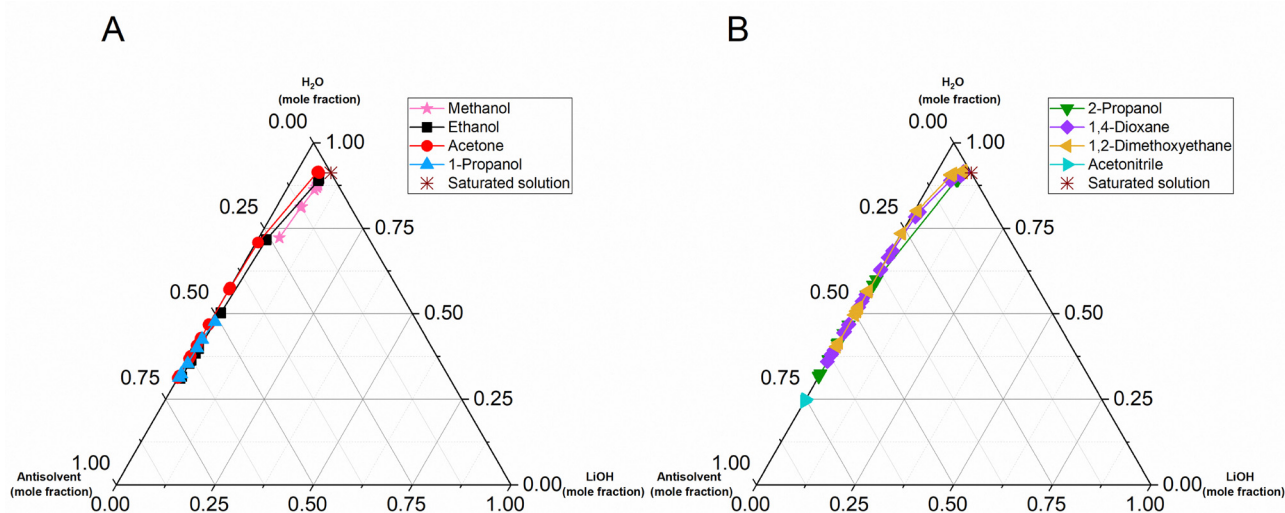 A
H2O
(mole fraction)
Methanol
Ethanol
Acetone
1-Propanol
Saturated solution
0.00
1.00
0.25
0.75
0.50
0.50
0.75
0.25
1.00
0.00
Antisolvent
(mole fraction)
LiOH
(mole fraction)
0.00
0.25
0.50
0.75
1.00
B
H2O
(mole fraction)
2-Propanol
1,4-Dioxane
1,2-Dimethoxyethane
Acetonitrile
Saturated solution
0.00
1.00
0.25
0.75
0.50
0.50
0.75
0.25
1.00
0.00
Antisolvent
(mole fraction)
LiOH
(mole fraction)
0.00
0.25
0.50
0.75
1.00